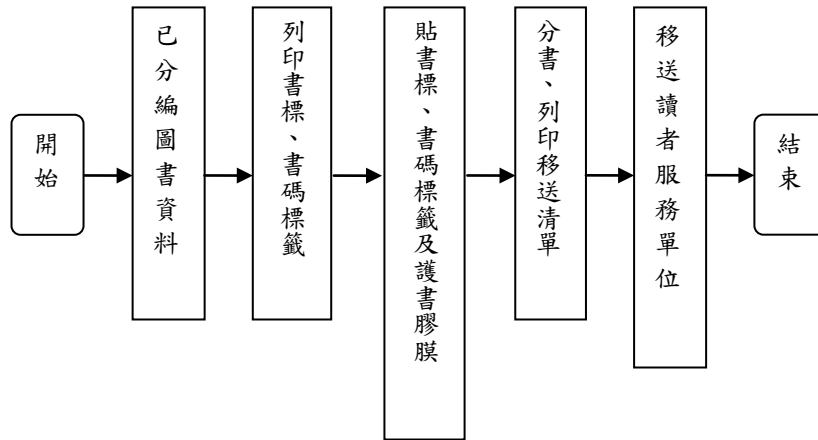 開始
已分編圖書資料
列印書標、書碼標籤
貼書標、書碼標籤及護書膠膜
分書、列印移送清單
移送讀者服務單位
結束